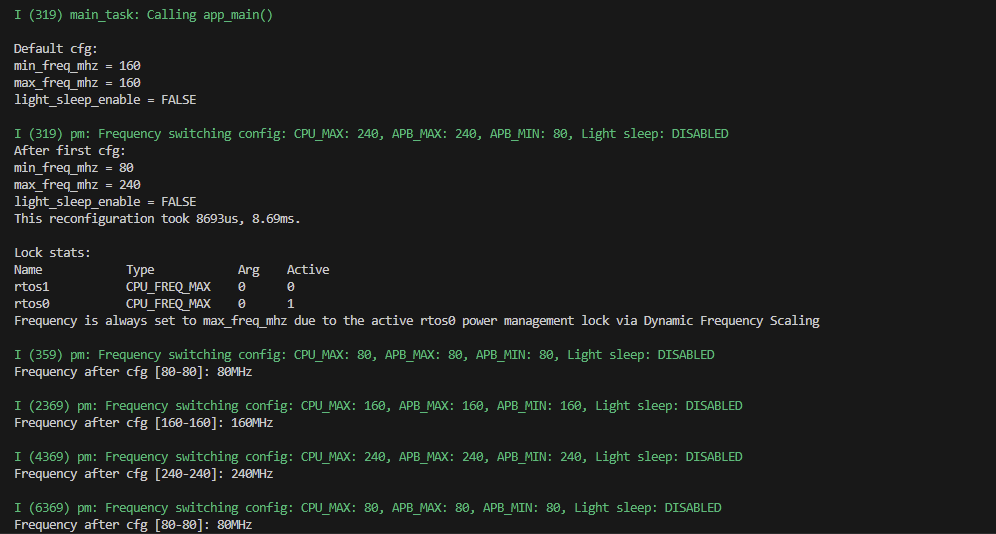 I (319) main_task: Calling app_main()
Default cfg:
min_freq_mhz = 160
max_freq_mhz = 160
light_sleep_enable = FALSE
I (319) pm: Frequency switching config: CPU_MAX: 240, APB_MAX: 240, APB_MIN: 80, Light sleep: DISABLED
After first cfg:
min_freq_mhz = 80
max_freq_mhz = 240
light_sleep_enable = FALSE
This reconfiguration took 8693us, 8.69ms.
Lock stats:
Name Type Arg Active
rtos1 CPU_FREQ_MAX 0 0
rtos0 CPU_FREQ_MAX 0 1
Frequency is always set to max_freq_mhz due to the active rtos0 power management lock via Dynamic Frequency Scaling
I (359) pm: Frequency switching config: CPU_MAX: 80, APB_MAX: 80, APB_MIN: 80, Light sleep: DISABLED
Frequency after cfg [80-80]: 80MHz
I (2369) pm: Frequency switching config: CPU_MAX: 160, APB_MAX: 160, APB_MIN: 160, Light sleep: DISABLED
Frequency after cfg [160-160]: 160MHz
I (4369) pm: Frequency switching config: CPU_MAX: 240, APB_MAX: 240, APB_MIN: 240, Light sleep: DISABLED
Frequency after cfg [240-240]: 240MHz
I (6369) pm: Frequency switching config: CPU_MAX: 80, APB_MAX: 80, APB_MIN: 80, Light sleep: DISABLED
Frequency after cfg [80-80]: 80MHz